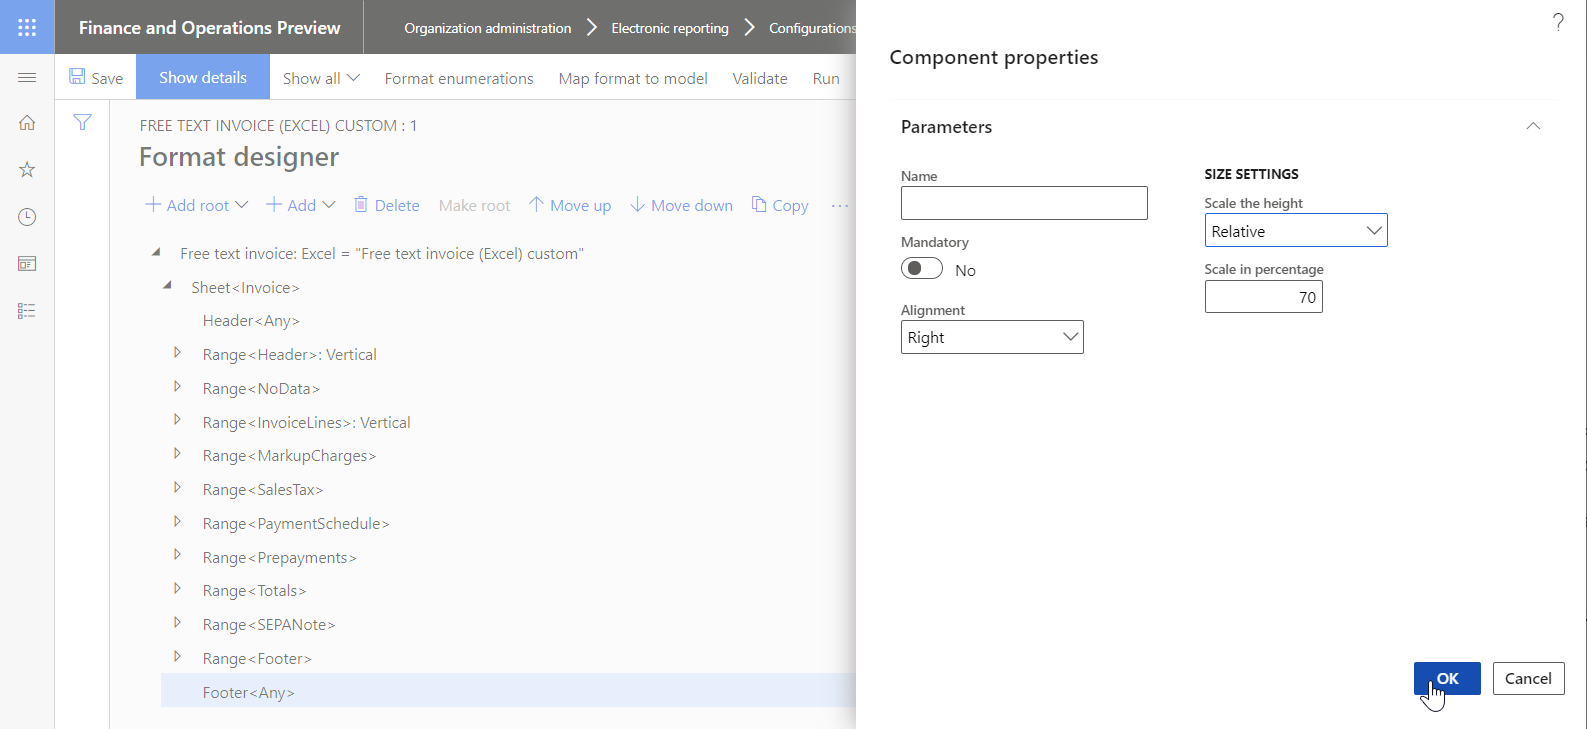 Finance and Operations Preview
Organization administration
Electronic reporting
Configurations
Save
Show details
Show all
Format enumerations
Map format to model
Validate
Run
FREE TEXT INVOICE (EXCEL) CUSTOM : 1
Format designer
Add root
Add
Delete
Make root
Move up
Move down
Copy
...
Free text invoice: Excel = "Free text invoice (Excel) custom"
Sheet<Invoice>
Header<Any>
Range<Header>: Vertical
Range<NoData>
Range<InvoiceLines>: Vertical
Range<MarkupCharges>
Range<SalesTax>
Range<PaymentSchedule>
Range<Prepayments>
Range<Totals>
Range<SEPANote>
Range<Footer>
Footer<Any>
?
Component properties
Parameters
Name
Mandatory
No
Alignment
Right
SIZE SETTINGS
Scale the height
Relative
Scale in percentage
70
OK
Cancel